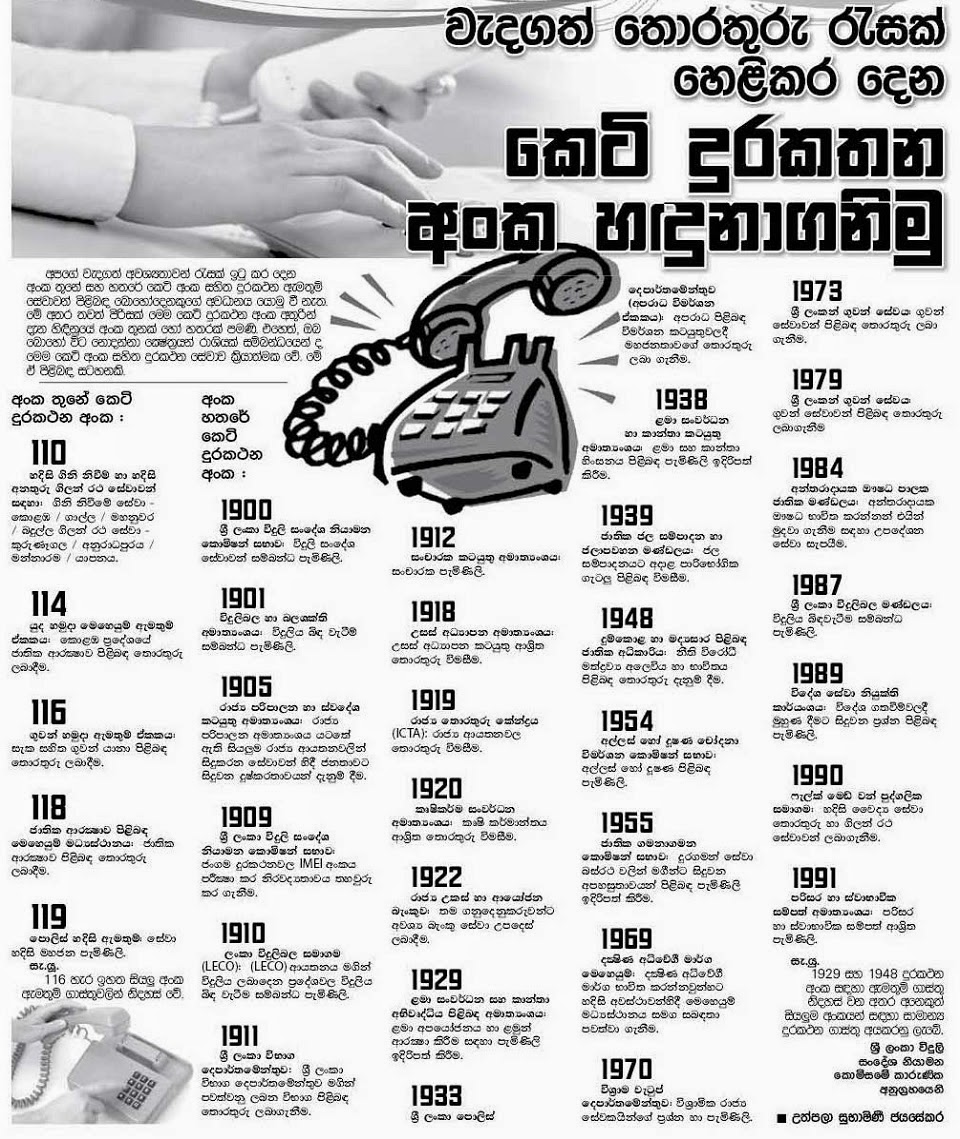 වැදගත් තොරතුරු රැසක්
හෙළිකර දෙන
කෙටි දුරකතන
අංක හඳුනාගනිමු
අපගේ වැදගත් අවශ්‍යතාවන් රැසක් ඉටු කර දෙන
අංක තුනේ සහ හතරේ කෙටි අංක සහිත දුරකථන ඇමතුම්
සේවාවන් පිළිබඳ බොහෝදෙනකුගේ අවධානය යොමු වී නැත.
මේ අතර තවත් පිරිසක් මෙම කෙටි දුරකථන අංක අතුරින්
දැන හිඳිනුයේ අංක තුනක් හෝ හතරක් පමණි. එහෙත්, ඔබ
බොහෝ විට නොදන්නා ක්ෂේත්‍රයන් රාශියක් සම්බන්ධයෙන් ද
මෙම කෙටි අංක සහිත දුරකථන සේවාව ක්‍රියාත්මක වේ. මේ
ඒ පිළිබඳ සටහනකි.
අංක තුනේ කෙටි
දුරකථන අංක :
110
හදිසි ගිනි නිවීම් හා හදිසි
අනතුරු ගිලන් රථ සේවාවන්
සඳහා: ගිනි නිවීමේ සේවා -
කොළඹ / ගාල්ල / මහනුවර
/ බදුල්ල ගිලන් රථ සේවා -
කුරුණෑගල / අනුරාධපුරය /
මන්නාරම / යාපනය.
114
යුද හමුදා මෙහෙයුම් ඇමතුම්
ඒකකය: කොළඹ ප්‍රදේශයේ
ජාතික ආරක්ෂාව පිළිබඳ තොරතුරු
ලබාදීම.
116
ගුවන් හමුදා ඇමතුම් ඒකකය:
සැක සහිත ගුවන් යානා පිළිබඳ
තොරතුරු ලබාදීම.
118
ජාතික ආරක්ෂාව පිළිබඳ
මෙහෙයුම් මධ්‍යස්ථානය: ජාතික
ආරක්ෂාව පිළිබඳ තොරතුරු
ලබාදීම.
119
පොලිස් හදිසි ඇමතුම්: සේවා
හදිසි මහජන පැමිණිලි.
සැ.යු.
116 හැර ඉහත සියලු අංක
ඇමතුම් ගාස්තුවලින් නිදහස් වේ.
අංක
හතරේ
කෙටි
දුරකථන
අංක :
1900
ශ්‍රී ලංකා විදුලි සංදේශ නියාමන
කොමිෂන් සභාව: විදුලි සංදේශ
සේවාවන් සම්බන්ධ පැමිණිලි.
1901
විදුලිබල හා බලශක්ති
අමාත්‍යංශය: විදුලිය බිඳ වැටීම්
සම්බන්ධ පැමිණිලි.
1905
රාජ්‍ය පරිපාලන හා ස්වදේශ
කටයුතු අමාත්‍යංශය: රාජ්‍ය
පරිපාලන අමාත්‍යංශය යටතේ
ඇති සියලුම රාජ්‍ය ආයතනවලින්
සිදුකරන සේවාවන් හිදී ජනතාවට
සිදුවන දුෂ්කරතාවයන් දැනුම් දීම.
1909
ශ්‍රී ලංකා විදුලි සංදේශ
නියාමන කොමිෂන් සභාව:
ජංගම දුරකථනවල IMEI අංකය
පරීක්ෂා කර නිරවද්‍යතාවය තහවුරු
කර ගැනීම.
1910
ලංකා විදුලිබල සමාගම
(LECO): (LECO) ආයතනය මගින්
විදුලිය ලබාදෙන ප්‍රදේශවල විදුලිය
බිඳ වැටීම් සම්බන්ධ පැමිණිලි.
1911
ශ්‍රී ලංකා විභාග
දෙපාර්තමේන්තුව: ශ්‍රී ලංකා
විභාග දෙපාර්තමේන්තුව මගින්
පවත්වනු ලබන විභාග පිළිබඳ
තොරතුරු ලබාගැනීම.
1912
සංචාරක කටයුතු අමාත්‍යංශය:
සංචාරක පැමිණිලි.
1918
උසස් අධ්‍යාපන අමාත්‍යංශය:
උසස් අධ්‍යාපන කටයුතු ආශ්‍රිත
තොරතුරු විමසීම.
1919
රාජ්‍ය තොරතුරු කේන්ද්‍රය
(ICTA): රාජ්‍ය ආයතනවල
තොරතුරු විමසීම.
1920
කෘෂිකර්ම සංවර්ධන
අමාත්‍යංශය: කෘෂි කර්මාන්තය
ආශ්‍රිත තොරතුරු විමසීම.
1922
රාජ්‍ය උකස් හා ආයෝජන
බැංකුව: තම ගනුදෙනුකරුවන්ට
අවශ්‍ය බැංකු සේවා උපදෙස්
ලබාදීම.
1929
ළමා සංවර්ධන සහ කාන්තා
අභිවෘද්ධිය පිළිබඳ අමාත්‍යංශය:
ළමා අපයෝජනය හා ළමුන්
ආරක්ෂා කිරීම සඳහා පැමිණිලි
ඉදිරිපත් කිරීම.
1933
ශ්‍රී ලංකා පොලිස්
දෙපාර්තමේන්තුව
(අපරාධ විමර්ශන
ඒකකය): අපරාධ පිළිබඳ
විමර්ශන කටයුතුවලදී
මහජනතාවගේ තොරතුරු
ලබා ගැනීම.
1938
ළමා සංවර්ධන
හා කාන්තා කටයුතු
අමාත්‍යංශය: ළමා සහ කාන්තා
හිංසනය පිළිබඳ පැමිණිලි ඉදිරිපත්
කිරීම.
1939
ජාතික ජල සම්පාදන හා
ජලාපවහන මණ්ඩලය: ජල
සම්පාදනයට අදාළ පාරිභෝගික
ගැටලු පිළිබඳ විමසීම.
1948
දුම්කොළ හා මද්‍යසාර පිළිබඳ
ජාතික අධිකාරිය: නීති විරෝධී
මත්ද්‍රව්‍ය අලෙවිය හා භාවිතය
පිළිබඳ තොරතුරු දැනුම් දීම.
1954
අල්ලස් හෝ දූෂණ චෝදනා
විමර්ශන කොමිෂන් සභාව:
අල්ලස් හෝ දූෂණ පිළිබඳ
පැමිණිලි.
1955
ජාතික ගමනාගමන
කොමිෂන් සභාව: දුරගමන් සේවා
බස්රථ වලින් මගීන්ට සිදුවන
අපහසුතාවයන් පිළිබඳ පැමිණිලි
ඉදිරිපත් කිරීම.
1969
දක්ෂිණ අධිවේගී මාර්ග
මෙහෙයුම්: දක්ෂිණ අධිවේගී
මාර්ග භාවිත කරන්නවුන්හට
හදිසි අවස්ථාවන්හිදී මෙහෙයුම්
මධ්‍යස්ථානය සමග සබඳතා
පවත්වා ගැනීම.
1970
විශ්‍රාම වැටුප්
දෙපාර්තමේන්තුව: විශ්‍රාමික රාජ්‍ය
සේවකයින්ගේ ප්‍රශ්න හා පැමිණිලි.
1973
ශ්‍රී ලංකන් ගුවන් සේවය: ගුවන්
සේවාවන් පිළිබඳ තොරතුරු ලබා
ගැනීම.
1979
ශ්‍රී ලංකන් ගුවන් සේවය:
ගුවන් සේවාවන් පිළිබඳ තොරතුරු
ලබාගැනීම
1984
අන්තරාදායක ඖෂධ පාලක
ජාතික මණ්ඩලය: අන්තරාදායක
ඖෂධ භාවිත කරන්නන් එයින්
මුදවා ගැනීම සඳහා උපදේශන
සේවා සැපයීම.
1987
ශ්‍රී ලංකා විදුලිබල මණ්ඩලය:
විදුලිය බිඳවැටීම් සම්බන්ධ
පැමිණිලි.
1989
විදේශ සේවා නියුක්ති
කාර්යංශය: විදේශ ගතවීම්වලදී
මුහුණ දීමට සිදුවන ප්‍රශ්න පිළිබඳ
පැමිණිලි.
1990
ෆැල්ක් මෙඩ් වන් පුද්ගලික
සමාගම: හදිසි වෛද්‍ය සේවා
තොරතුරු හා ගිලන් රථ
සේවාවන් ලබාගැනීම.
1991
පරිසර හා ස්වාභාවික
සම්පත් අමාත්‍යංශය: පරිසර
හා ස්වාභාවික සම්පත් ආශ්‍රිත
පැමිණිලි.
සැ.යු.
1929 සහ 1948 දුරකථන
අංක සඳහා ඇමතුම් ගාස්තු
නිදහස් වන අතර අනෙකුත්
සියලුම අංකයන් සඳහා සාමාන්‍ය
දුරකථන ගාස්තු අයකරනු ලැබේ.
ශ්‍රී ලංකා විදුලි
සංදේශ නියාමන
කොමිසමේ කාරුණික
අනුග්‍රහයෙනි
■ උත්පලා සුභාෂිණී ජයසේකර